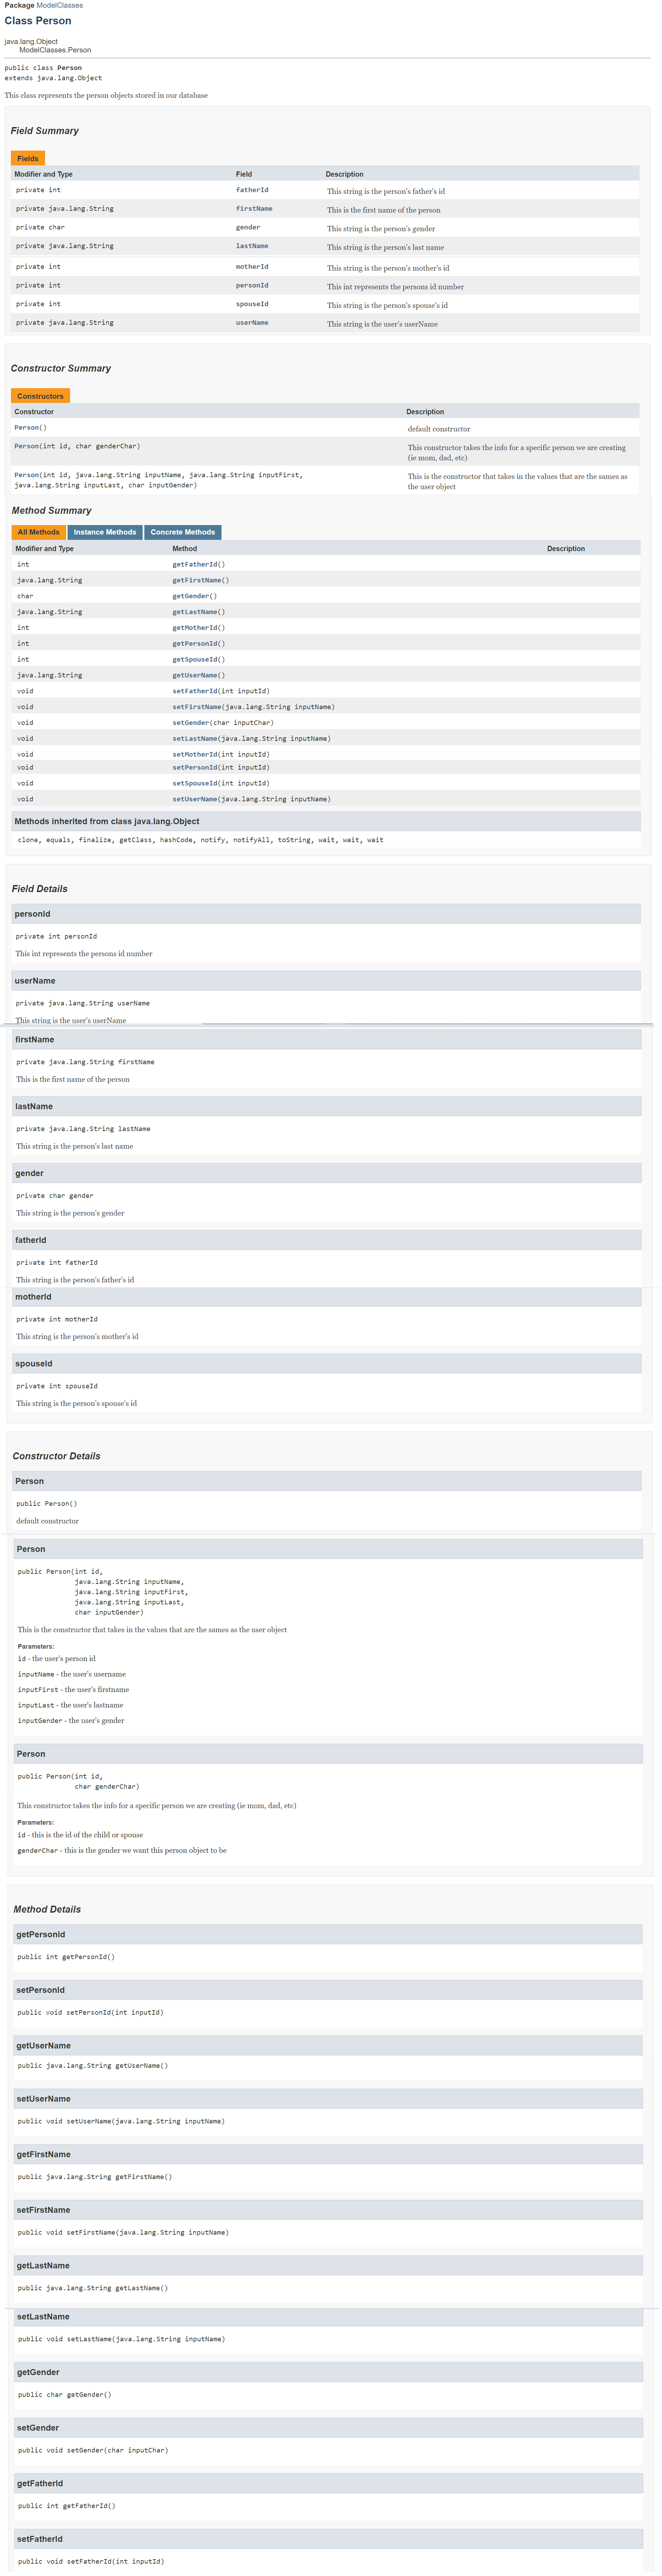 Package ModelClasses
Class Person
java.lang.Object
ModelClasses.Person
public class Person
extends java.lang.Object
This class represents the person objects stored in our database
Field Summary
Fields
Modifier and Type Field Description
private int fatherId This string is the person's father's id
private java.lang.String firstName This is the first name of the person
private char gender This string is the person's gender
private java.lang.String lastName This string is the person's last name
private int motherId This string is the person's mother's id
private int personId This int represents the persons id number
private int spouseId This string is the person's spouse's id
private java.lang.String userName This string is the user's userName
Constructor Summary
Constructors
Constructor Description
Person() default constructor
Person(int id, char genderChar) This constructor takes the info for a specific person we are creating
(ie mom, dad, etc)
Person(int id, java.lang.String inputName, java.lang.String inputFirst, This is the constructor that takes in the values that are the sames as
java.lang.String inputLast, char inputGender) the user object
Method Summary
All Methods Instance Methods Concrete Methods
Modifier and Type Method Description
int getFatherId()
java.lang.String getFirstName()
char getGender()
java.lang.String getLastName()
int getMotherId()
int getPersonId()
int getSpouseId()
java.lang.String getUserName()
void setFatherId(int inputId)
void setFirstName(java.lang.String inputName)
void setGender(char inputChar)
void setLastName(java.lang.String inputName)
void setMotherId(int inputId)
void setPersonId(int inputId)
void setSpouseId(int inputId)
void setUserName(java.lang.String inputName)
Methods inherited from class java.lang.Object
clone, equals, finalize, getClass, hashCode, notify, notifyAll, toString, wait, wait, wait
Field Details
personId
private int personId
This int represents the persons id number
userName
private java.lang.String userName
This string is the user's userName
firstName
private java.lang.String firstName
This is the first name of the person
lastName
private java.lang.String lastName
This string is the person's last name
gender
private char gender
This string is the person's gender
fatherId
private int fatherId
This string is the person's father's id
motherId
private int motherId
This string is the person's mother's id
spouseId
private int spouseId
This string is the person's spouse's id
Constructor Details
Person
public Person()
default constructor
Person
public Person(int id,
java.lang.String inputName,
java.lang.String inputFirst,
java.lang.String inputLast,
char inputGender)
This is the constructor that takes in the values that are the sames as the user object
Parameters:
id - the user's person id
inputName - the user's username
inputFirst - the user's firstname
inputLast - the user's lastname
inputGender - the user's gender
Person
public Person(int id,
char genderChar)
This constructor takes the info for a specific person we are creating (ie mom, dad, etc)
Parameters:
id - this is the id of the child or spouse
genderChar - this is the gender we want this person object to be
Method Details
getPersonId
public int getPersonId()
setPersonId
public void setPersonId(int inputId)
getUserName
public java.lang.String getUserName()
setUserName
public void setUserName(java.lang.String inputName)
getFirstName
public java.lang.String getFirstName()
setFirstName
public void setFirstName(java.lang.String inputName)
getLastName
public java.lang.String getLastName()
setLastName
public void setLastName(java.lang.String inputName)
getGender
public char getGender()
setGender
public void setGender(char inputChar)
getFatherId
public int getFatherId()
setFatherId
public void setFatherId(int inputId)